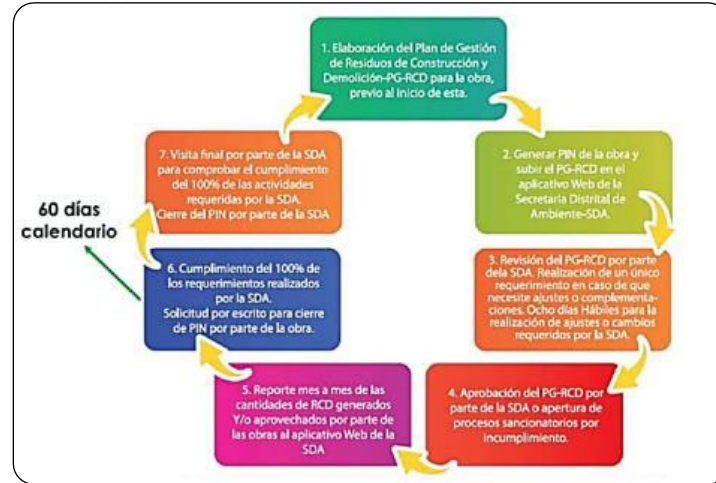 1. Elaboración del Plan de Gestión
de Residuos de Construcción y
Demolición-PG-RCD para la obra,
previo al inicio de esta.
2. Generar PIN de la obra y
subir el PG-RCD en el
aplicativo Web de la
Secretaria Distrital de
Ambiente-SDA.
3. Revisión del PG-RCD por parte
dela SDA. Realización de un único
requerimiento en caso de que
necesite ajustes o complementa-
ciones. Ocho días Hábiles para la
realización de ajustes o cambios
requeridos por la SDA.
4. Aprobación del PG-RCD por
parte de la SDA o apertura de
procesos sancionatorios por
incumplimiento.
5. Reporte mes a mes de las
cantidades de RCD generados
Y/o aprovechados por parte de
las obras al aplicativo Web de la
SDA
6. Cumplimiento del 100% de
los requerimientos realizados
por la SDA.
Solicitud por escrito para cierre
de PIN por parte de la obra.
60 días
calendario
7. Visita final por parte de la SDA
para comprobar el cumplimiento
del 100% de las actividades
requeridas por la SDA.
Cierre del PIN por parte de la SDA